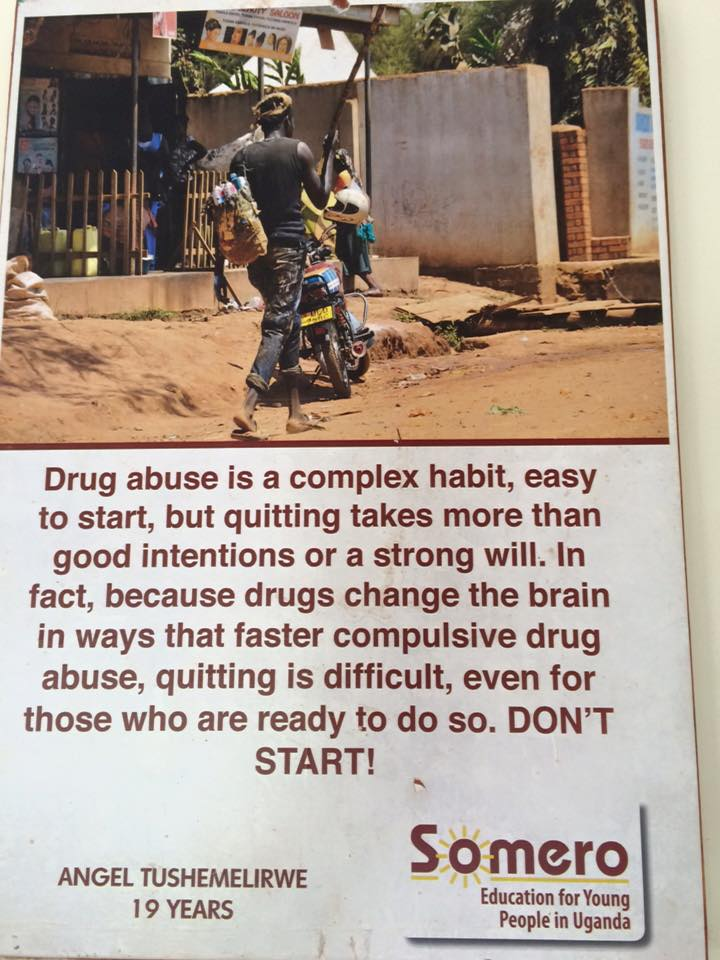 BEAUTY SALOON
Drug abuse is a complex habit, easy
to start, but quitting takes more than
good intentions or a strong will. In
fact, because drugs change the brain
in ways that faster compulsive drug
abuse, quitting is difficult, even for
those who are ready to do so. DON'T
START!
ANGEL TUSHEMELIRWE
19 YEARS
Somero
Education for Young
People in Uganda